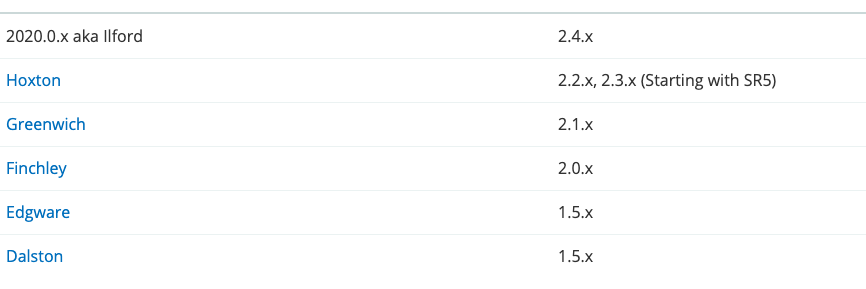 2020.0.x aka Ilford 2.4.x
Hoxton 2.2.x, 2.3.x (Starting with SR5)
Greenwich 2.1.x
Finchley 2.0.x
Edgware 1.5.x
Dalston 1.5.x